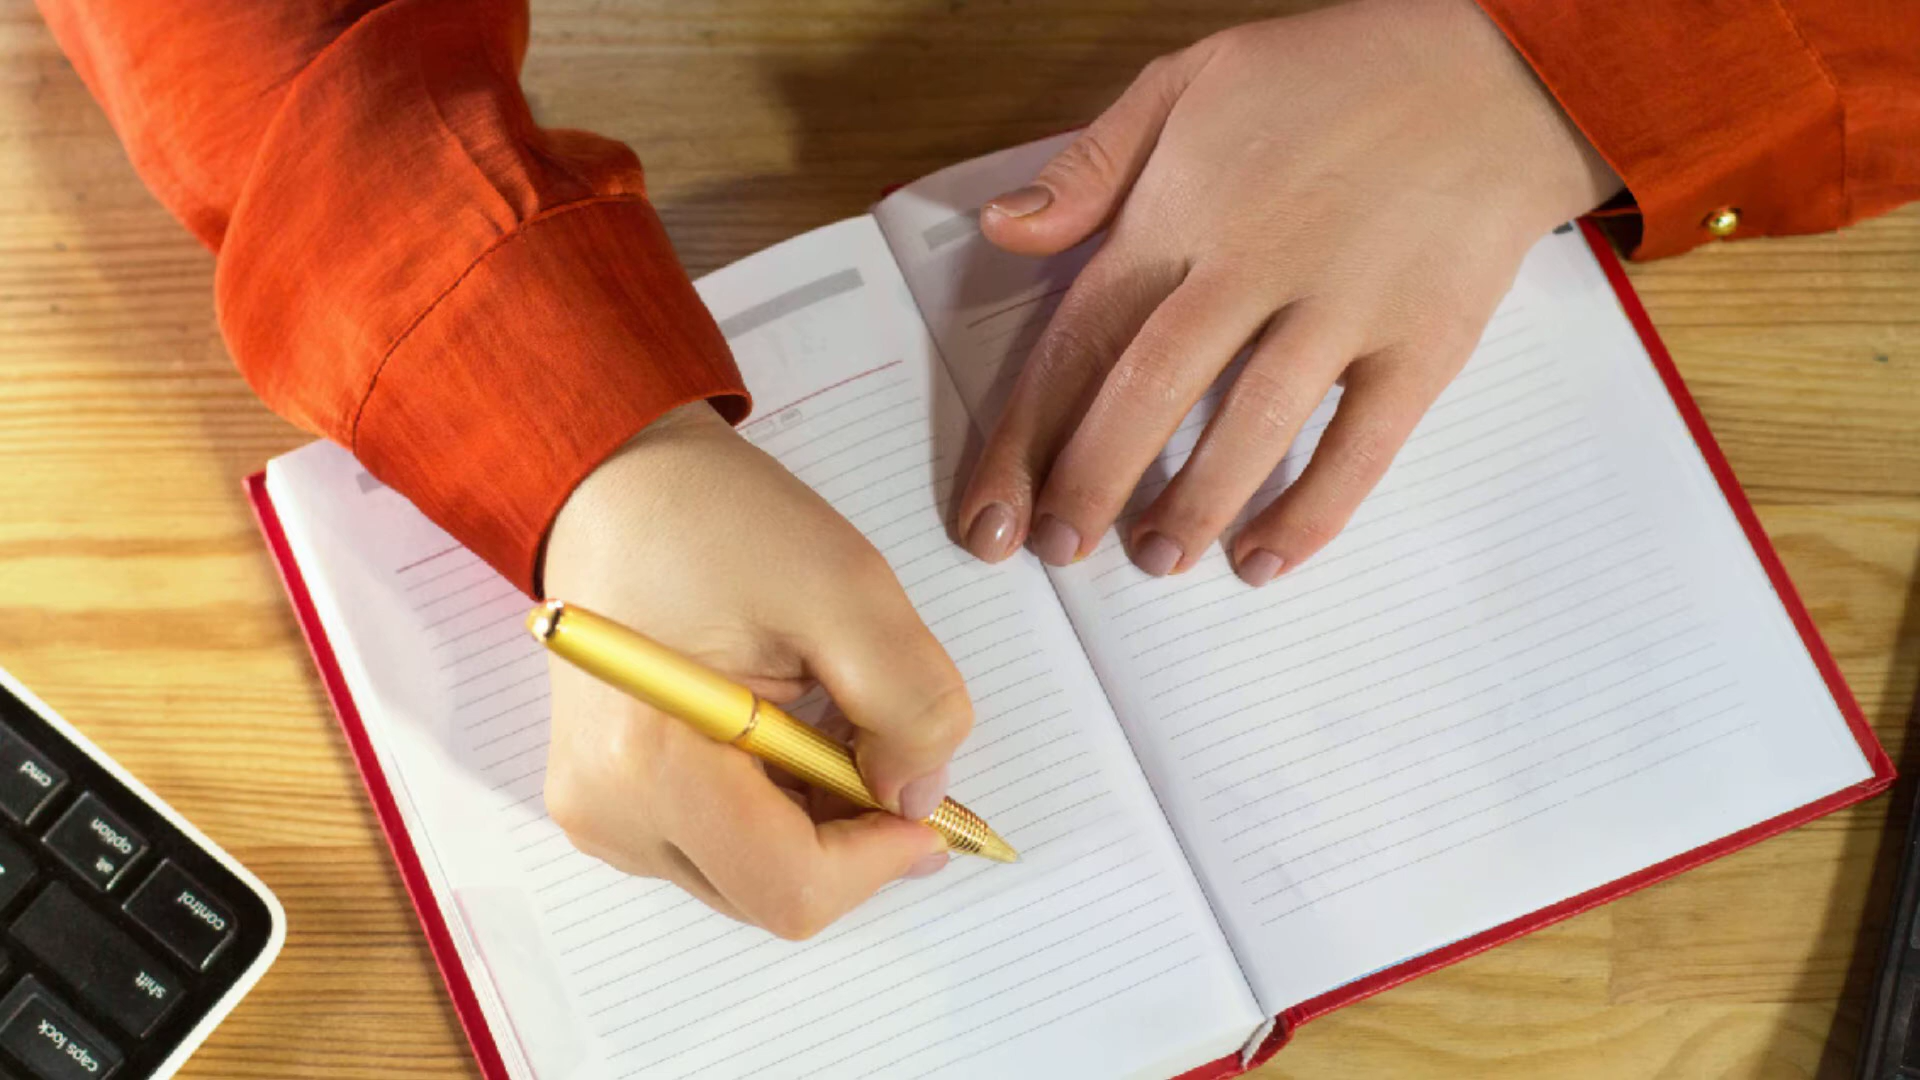 cmd
option
alt
control
shift
caps lock